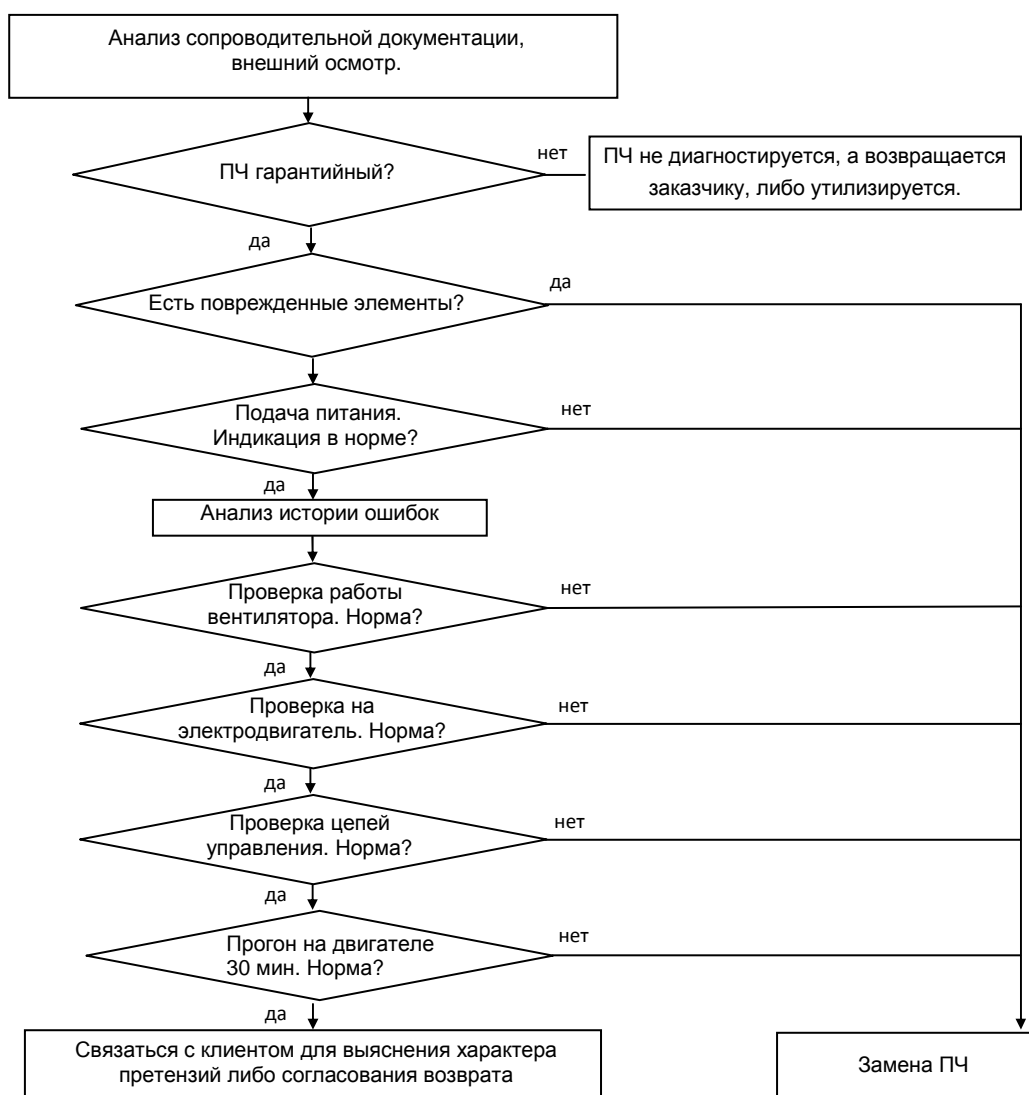 Анализ сопроводительной документации,
внешний осмотр.
ПЧ гарантийный?
нет
ПЧ не диагностируется, а возвращается
заказчику, либо утилизируется.
да
Есть поврежденные элементы?
да
Подача питания.
Индикация в норме?
нет
да
Анализ истории ошибок
Проверка работы
вентилятора. Норма?
нет
да
Проверка на
электродвигатель. Норма?
нет
да
Проверка цепей
управления. Норма?
нет
да
Прогон на двигателе
30 мин. Норма?
нет
да
Связаться с клиентом для выяснения характера
претензий либо согласования возврата
Замена ПЧ